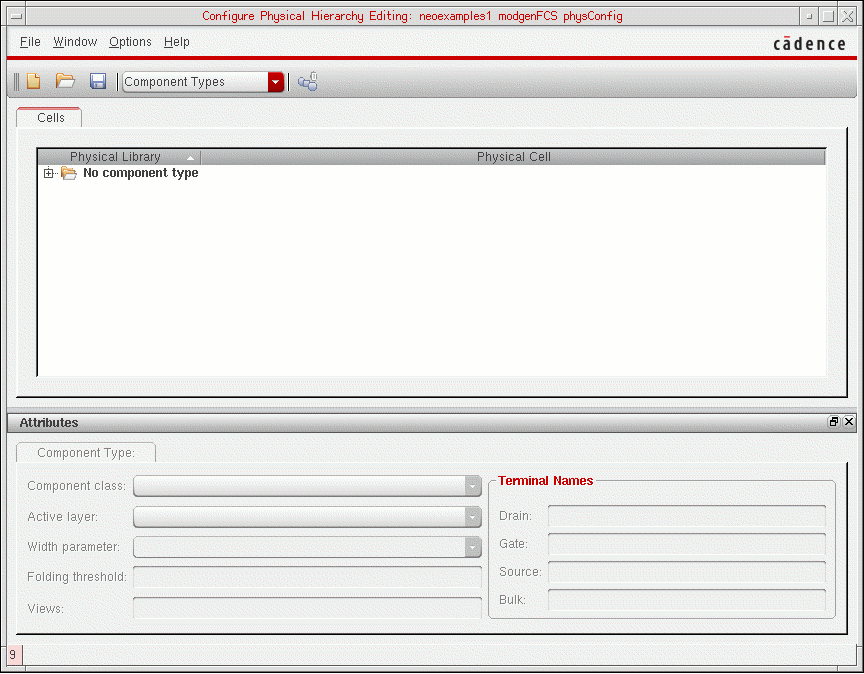 Configure Physical Hierarchy Editing: neoexamples1 modgenFCS physConfig
File Window Options Help
cādence
Component Types
Cells
Physical Library Physical Cell
No component type
Attributes
Component Type:
Component class:
Active layer:
Width parameter:
Folding threshold:
Views:
Terminal Names
Drain:
Gate:
Source:
Bulk:
9